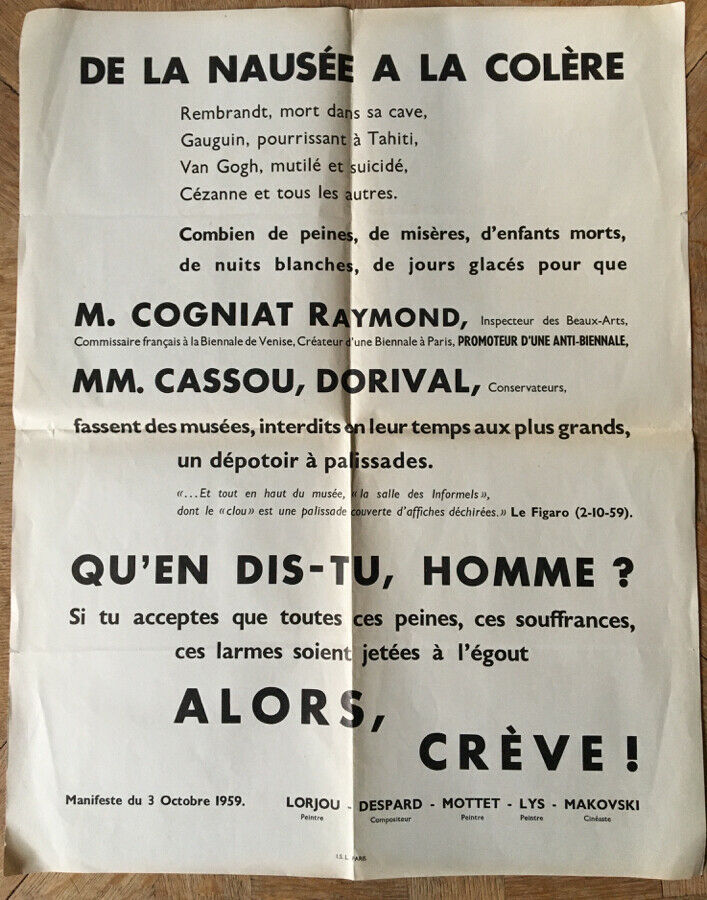 DE LA NAUSÉE A LA COLÈRE
Rembrandt, mort dans sa cave,
Gauguin, pourrissant à Tahiti,
Van Gogh, mutilé et suicidé,
Cézanne et tous les autres.
Combien de peines, de misères, d'enfants morts,
de nuits blanches, de jours glacés pour que
M. COGNIAT RAYMOND, Inspecteur des Beaux-Arts,
Commissaire français à la Biennale de Venise, Créateur d'une Biennale à Paris, PROMOTEUR D'UNE ANTI-BIENNALE,
MM. CASSOU, DORIVAL, Conservateurs,
fassent des musées, interdits en leur temps aux plus grands,
un dépotoir à palissades.
«...Et tout en haut du musée, «la salle des Informels»,
dont le «clou» est une palissade couverte d'affiches déchirées.» Le Figaro (2-10-59).
QU'EN DIS-TU, HOMME ?
Si tu acceptes que toutes ces peines, ces souffrances,
ces larmes soient jetées à l'égout
ALORS,
CRÈVE !
Manifeste du 3 Octobre 1959. LORJOU - DESPARD - MOTTET - LYS - MAKOVSKI
Peintre Compositeur Peintre Peintre Cinéaste
I.S.L. PARIS